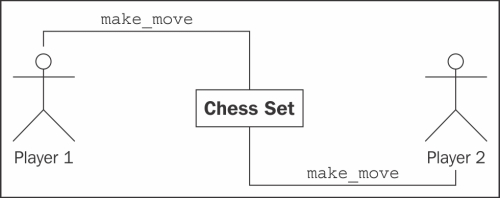 make_move
Chess Set
Player 1
Player 2
make_move